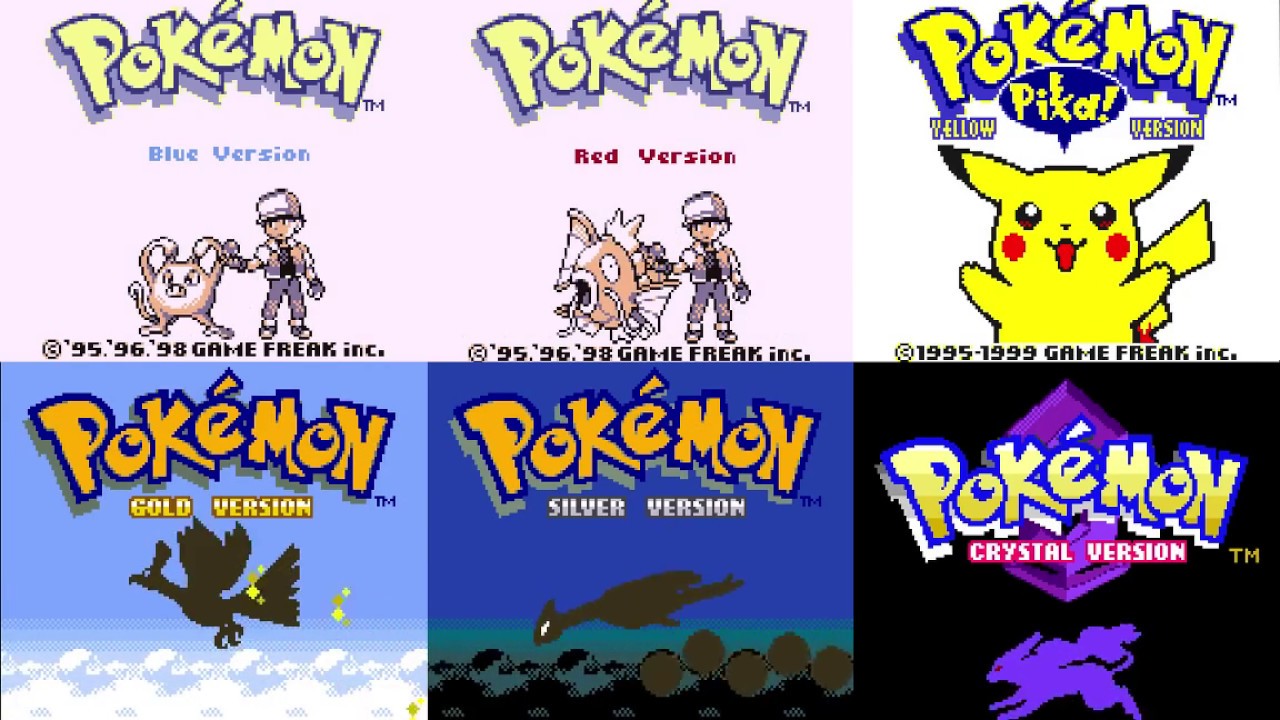 POKéMON
TM
Blue Version
©'95.'96.'98 GAME FREAK inc.
POKéMON
TM
Red Version
©'95.'96.'98 GAME FREAK inc.
POKéMON
TM
Pika!
YELLOW VERSION
©1995-1999 GAME FREAK inc.
POKéMON
TM
GOLD VERSION
POKéMON
TM
SILVER VERSION
POKéMON
CRYSTAL VERSION
TM